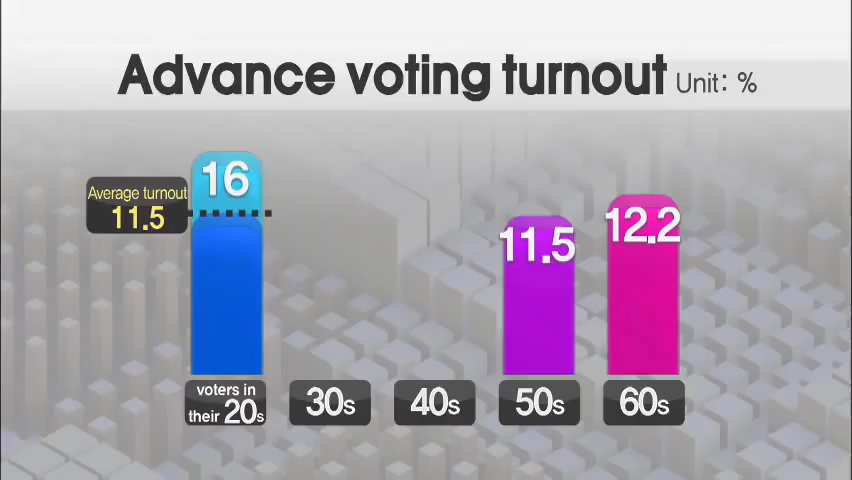 Advance voting turnout Unit: %
16
Average turnout
11.5
11.5
12.2
voters in
their 20s
30s
40s
50s
60s